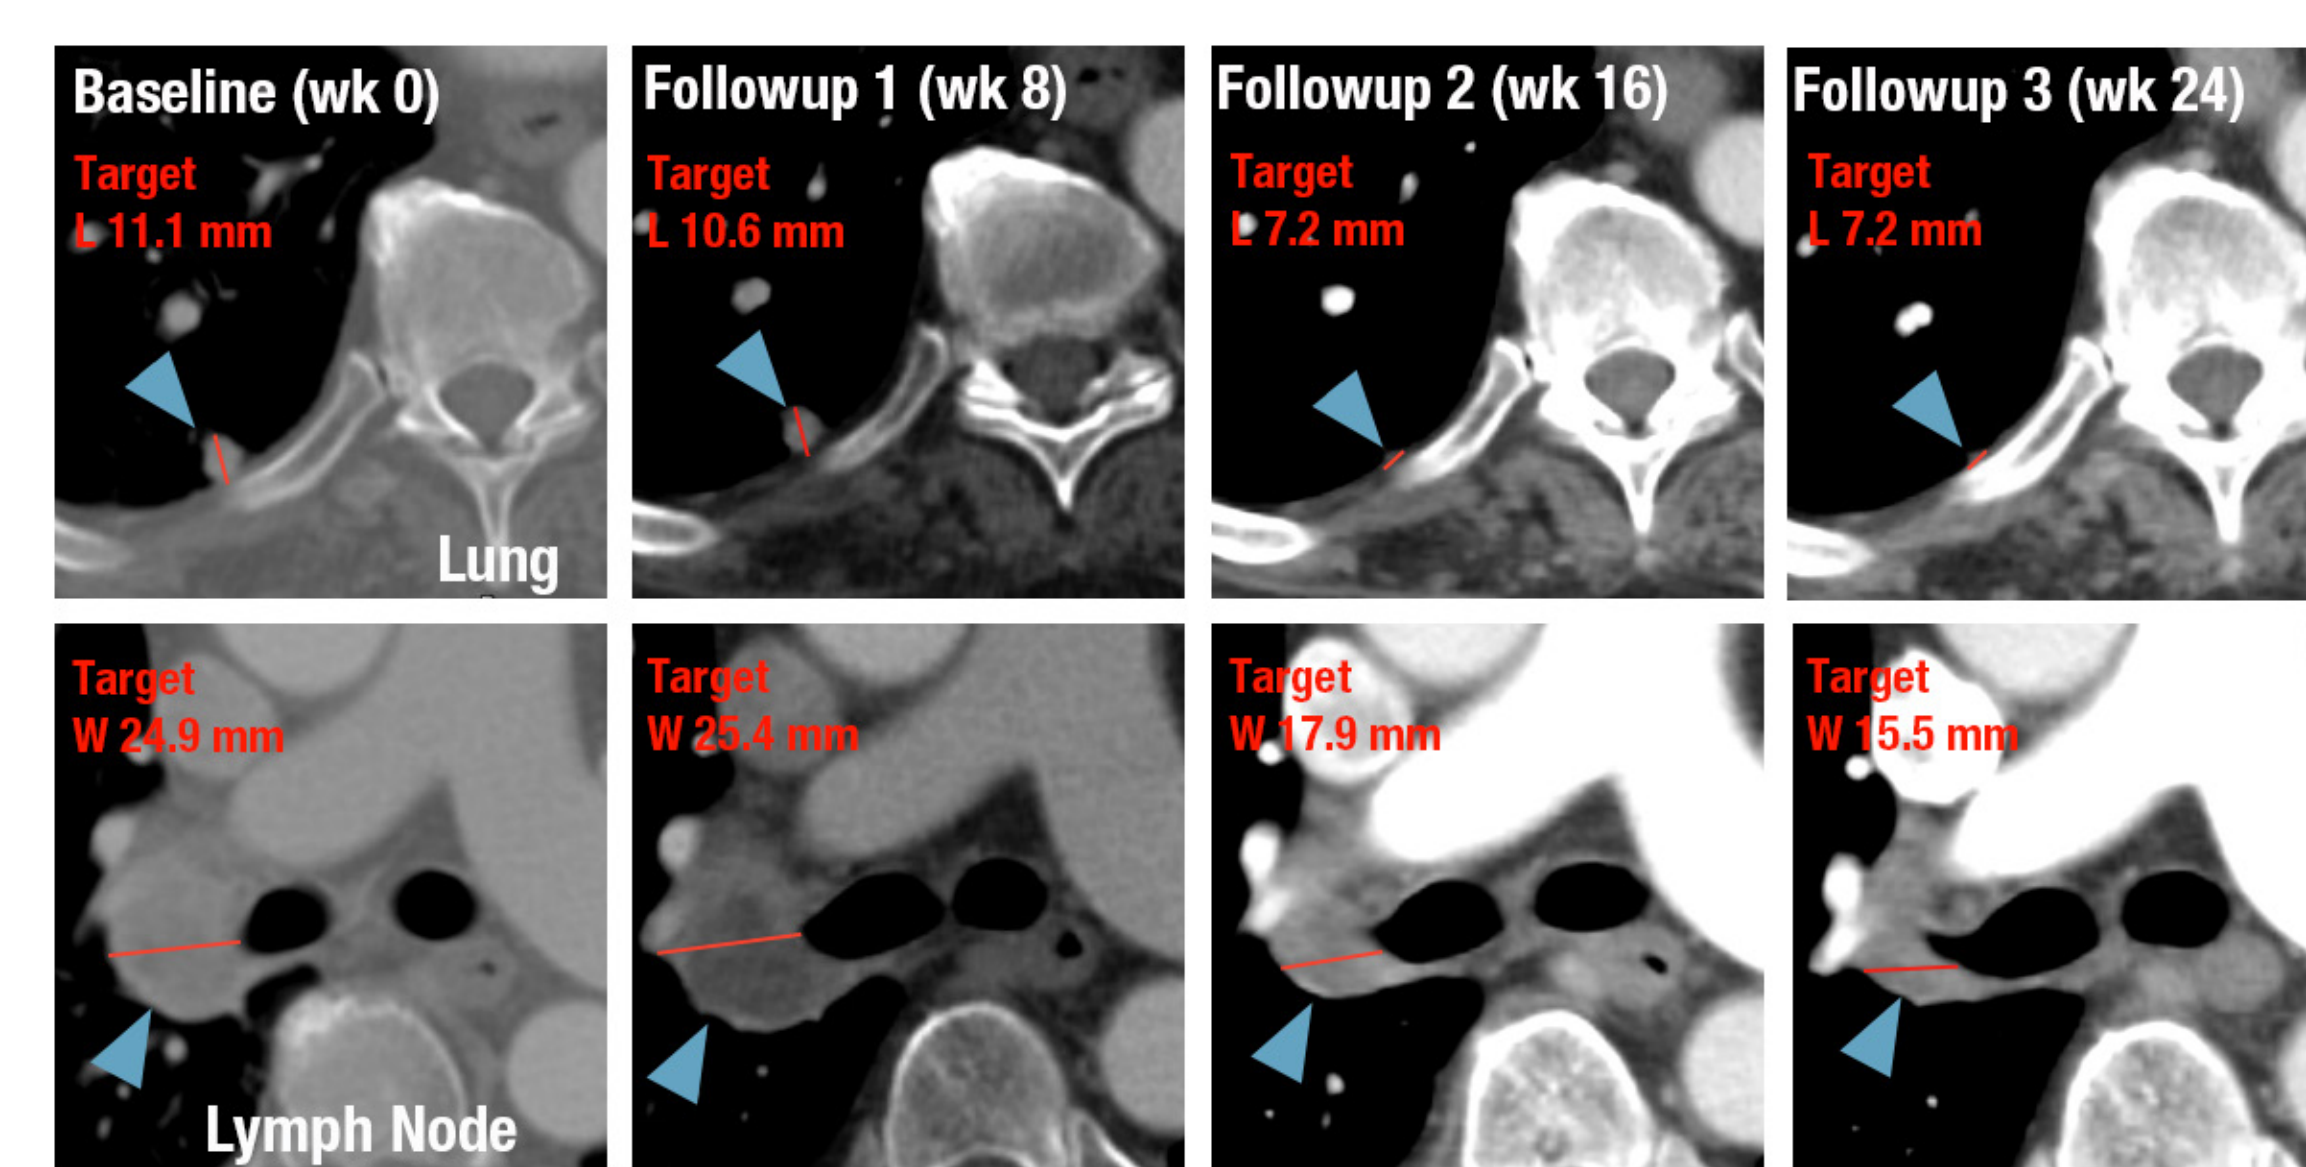 Baseline (wk 0)
Target
L 11.1 mm
Lung
Followup 1 (wk 8)
Target
L 10.6 mm
Followup 2 (wk 16)
Target
L 7.2 mm
Followup 3 (wk 24)
Target
L 7.2 mm
Target
W 24.9 mm
Lymph Node
Target
W 25.4 mm
Target
W 17.9 mm
Target
W 15.5 mm